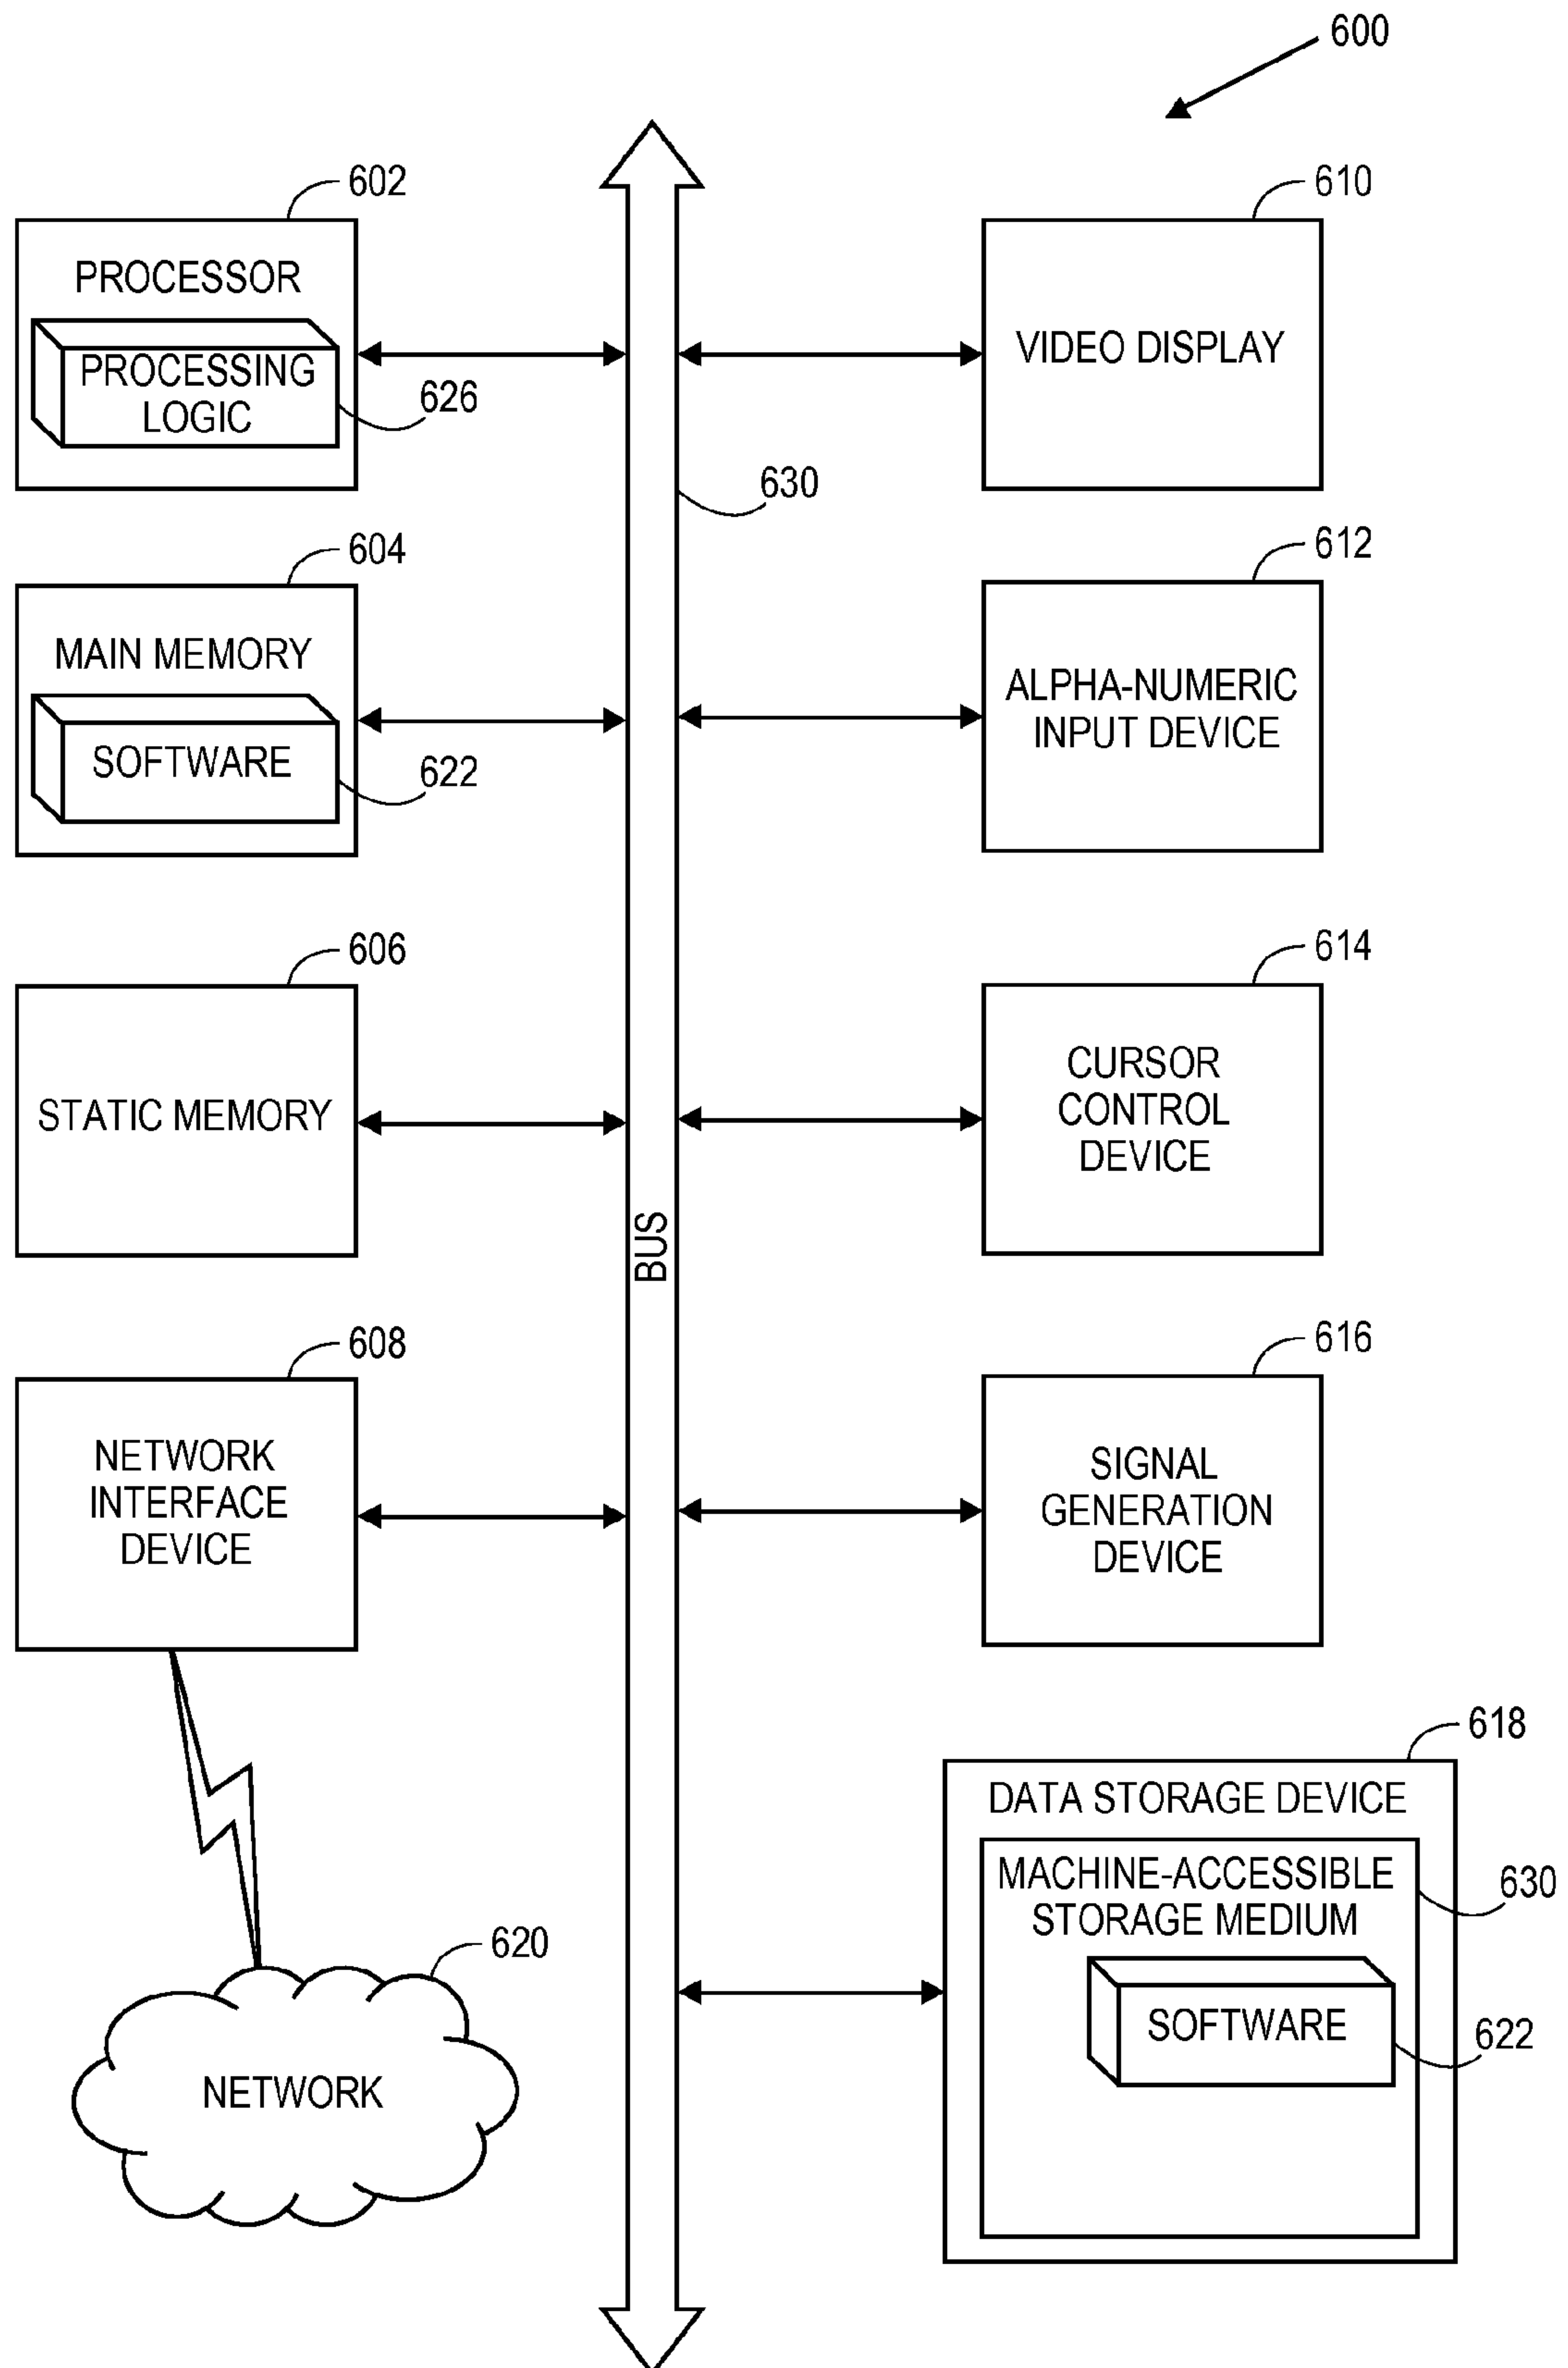 600
602
PROCESSOR
PROCESSING
LOGIC
626
604
MAIN MEMORY
SOFTWARE
622
606
STATIC MEMORY
608
NETWORK
INTERFACE
DEVICE
620
NETWORK
BUS
630
610
VIDEO DISPLAY
612
ALPHA-NUMERIC
INPUT DEVICE
614
CURSOR
CONTROL
DEVICE
616
SIGNAL
GENERATION
DEVICE
618
DATA STORAGE DEVICE
MACHINE-ACCESSIBLE
STORAGE MEDIUM
630
SOFTWARE
622